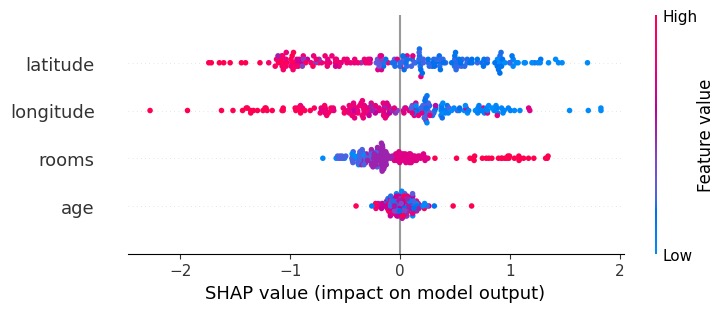 High
latitude
longitude
rooms
age
Feature value
Low
−2 −1 0 1 2
SHAP value (impact on model output)